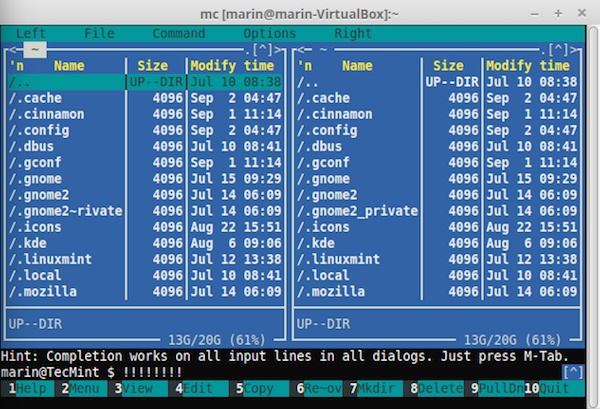 mc [marin@marin-VirtualBox]:~
Left File Command Options Right
<— ~ .[^]> <— ~ .[^]>
'n Name Size Modify time 'n Name Size Modify time
/.. UP--DIR Jul 10 08:38 /.. UP--DIR Jul 10 08:38
/.cache 4096 Sep 2 04:47 /.cache 4096 Sep 2 04:47
/.cinnamon 4096 Sep 1 11:14 /.cinnamon 4096 Sep 1 11:14
/.config 4096 Sep 2 04:47 /.config 4096 Sep 2 04:47
/.dbus 4096 Jul 10 08:41 /.dbus 4096 Jul 10 08:41
/.gconf 4096 Sep 1 11:14 /.gconf 4096 Sep 1 11:14
/.gnome 4096 Jul 15 09:29 /.gnome 4096 Jul 15 09:29
/.gnome2 4096 Jul 14 06:09 /.gnome2 4096 Jul 14 06:09
/.gnome2~rivate 4096 Jul 14 06:09 /.gnome2_private 4096 Jul 14 06:09
/.icons 4096 Aug 22 15:51 /.icons 4096 Aug 22 15:51
/.kde 4096 Aug 6 09:06 /.kde 4096 Aug 6 09:06
/.linuxmint 4096 Jul 12 13:38 /.linuxmint 4096 Jul 12 13:38
/.local 4096 Jul 10 08:41 /.local 4096 Jul 10 08:41
/.mozilla 4096 Jul 14 06:09 /.mozilla 4096 Jul 14 06:09
UP--DIR UP--DIR
13G/20G (61%) 13G/20G (61%)
Hint: Completion works on all input lines in all dialogs. Just press M-Tab.
marin@TecMint $ !!!!!!!! [^]
1Help 2Menu 3View 4Edit 5Copy 6Re~ov 7Mkdir 8Delete 9PullDn 10Quit